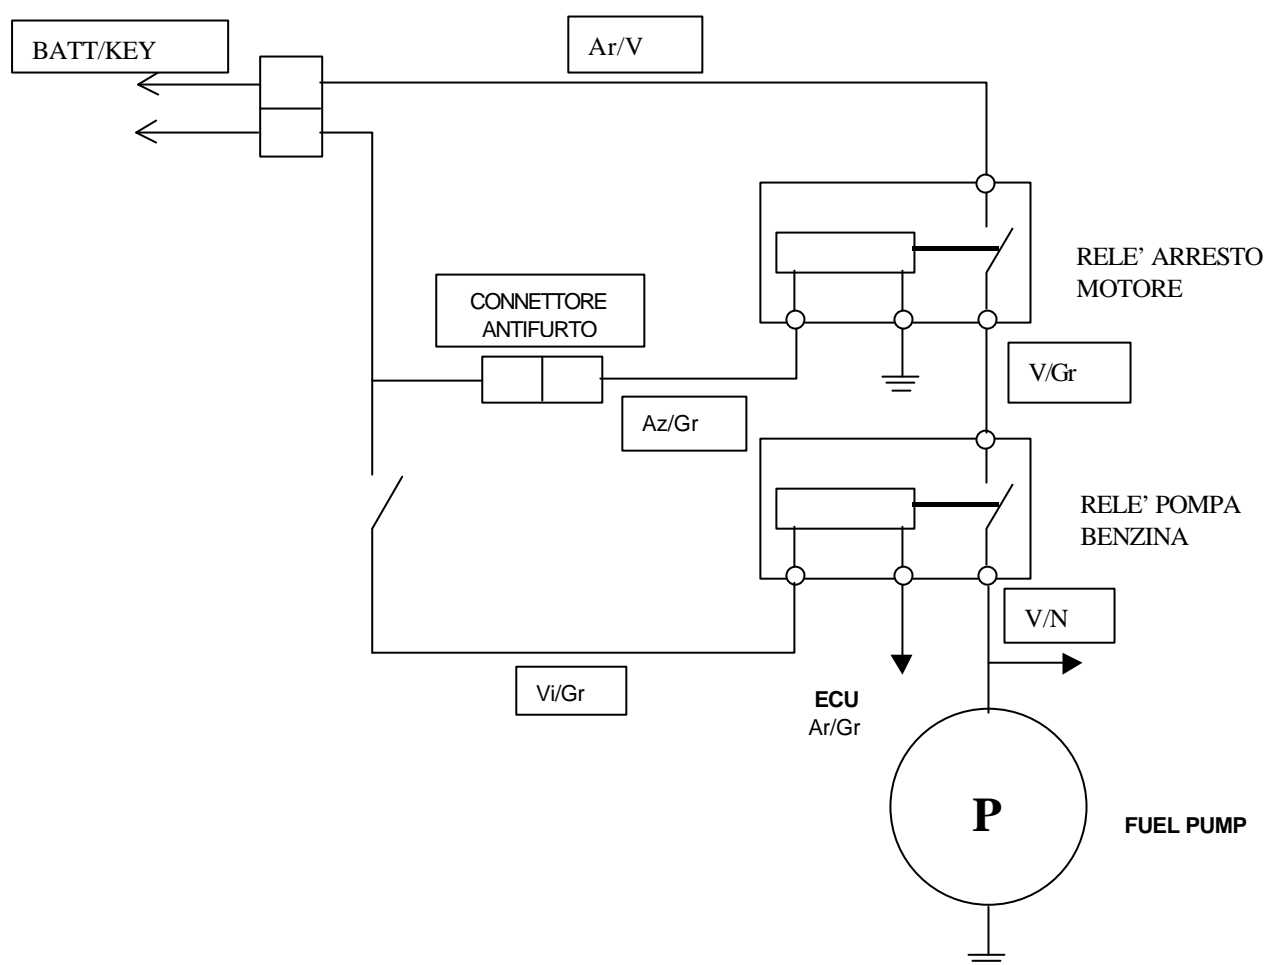 BATT/KEY
Ar/V
RELE’ ARRESTO
MOTORE
CONNETTORE
ANTIFURTO
V/Gr
Az/Gr
RELE’ POMPA
BENZINA
V/N
Vi/Gr
ECU
Ar/Gr
P
FUEL PUMP